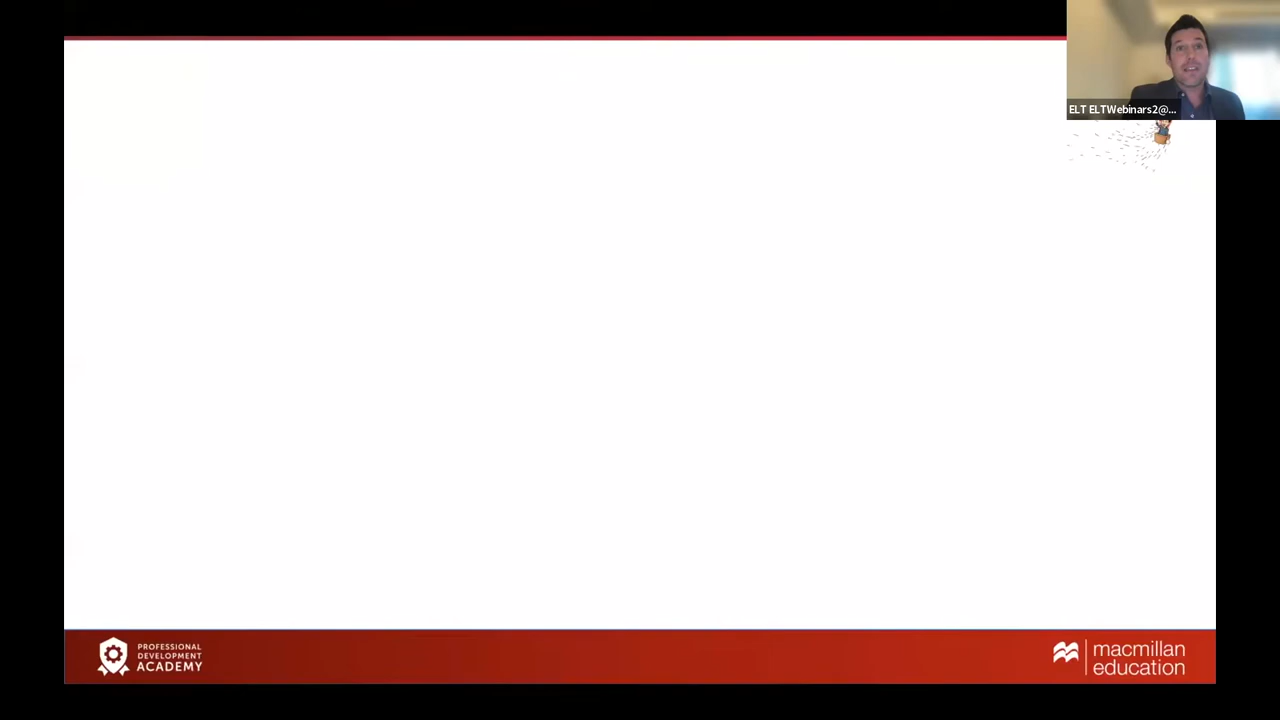 ELT ELTWebinars2@...
PROFESSIONAL
DEVELOPMENT
ACADEMY
macmillan
education